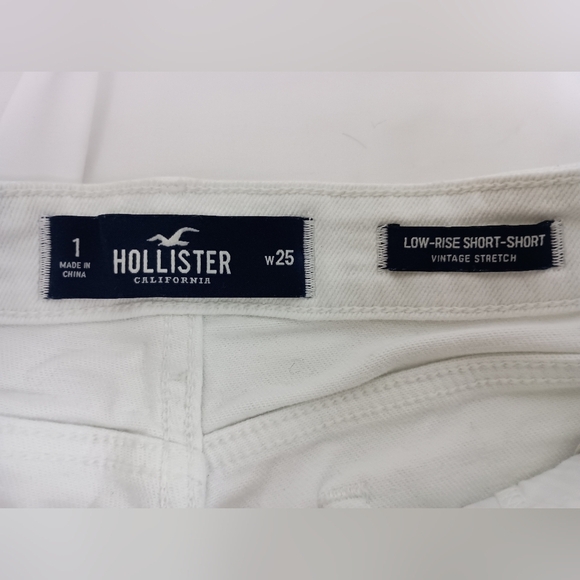 1
MADE IN
CHINA
HOLLISTER
CALIFORNIA
W25
LOW-RISE SHORT-SHORT
VINTAGE STRETCH